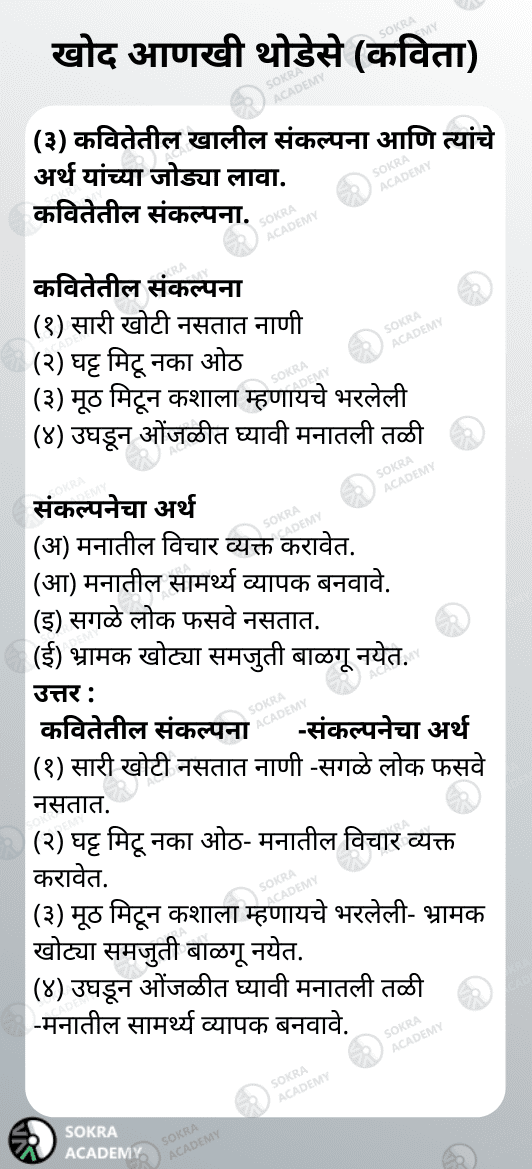 खोद आणखी थोडेसे (कविता)
(३) कवितेतील खालील संकल्पना आणि त्यांचे
अर्थ यांच्या जोड्या लावा.
कवितेतील संकल्पना.
कवितेतील संकल्पना
(१) सारी खोटी नसतात नाणी
(२) घट्ट मिटू नका ओठ
(३) मूठ मिटून कशाला म्हणायचे भरलेली
(४) उघडून ओंजळीत घ्यावी मनातली तळी
संकल्पनेचा अर्थ
(अ) मनातील विचार व्यक्त करावेत.
(आ) मनातील सामर्थ्य व्यापक बनवावे.
(इ) सगळे लोक फसवे नसतात.
(ई) भ्रामक खोट्या समजुती बाळगू नयेत.
उत्तर :
कवितेतील संकल्पना -संकल्पनेचा अर्थ
(१) सारी खोटी नसतात नाणी -सगळे लोक फसवे
नसतात.
(२) घट्ट मिटू नका ओठ- मनातील विचार व्यक्त
करावेत.
(३) मूठ मिटून कशाला म्हणायचे भरलेली- भ्रामक
खोट्या समजुती बाळगू नयेत.
(४) उघडून ओंजळीत घ्यावी मनातली तळी
-मनातील सामर्थ्य व्यापक बनवावे.
SOKRA
ACADEMY